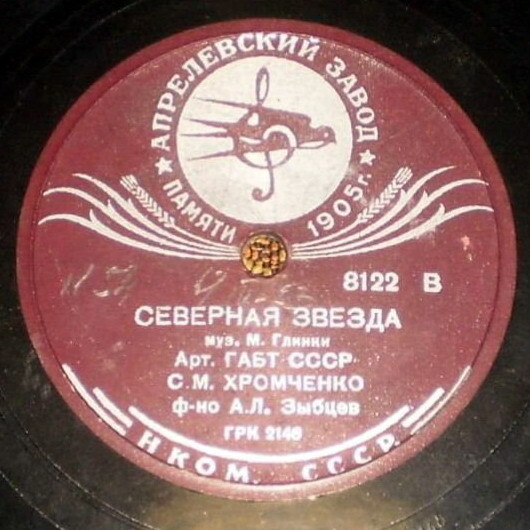 ★ АПРЕЛЕВСКИЙ ЗАВОД ★
ПАМЯТИ 1905 г.
8122 В
СЕВЕРНАЯ ЗВЕЗДА
муз. М. Глинки
Арт. ГАБТ СССР
С.М. ХРОМЧЕНКО
ф-но А.Л. Зыбцев
ГРК 2146
НКОМ. СССР.